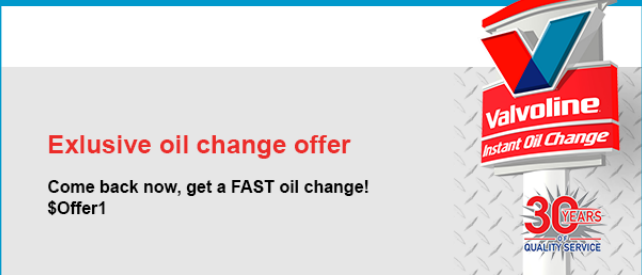 Valvoline
Instant Oil Change
Exlusive oil change offer
Come back now, get a FAST oil change!
$Offer1
30 YEARS
OF
QUALITY SERVICE